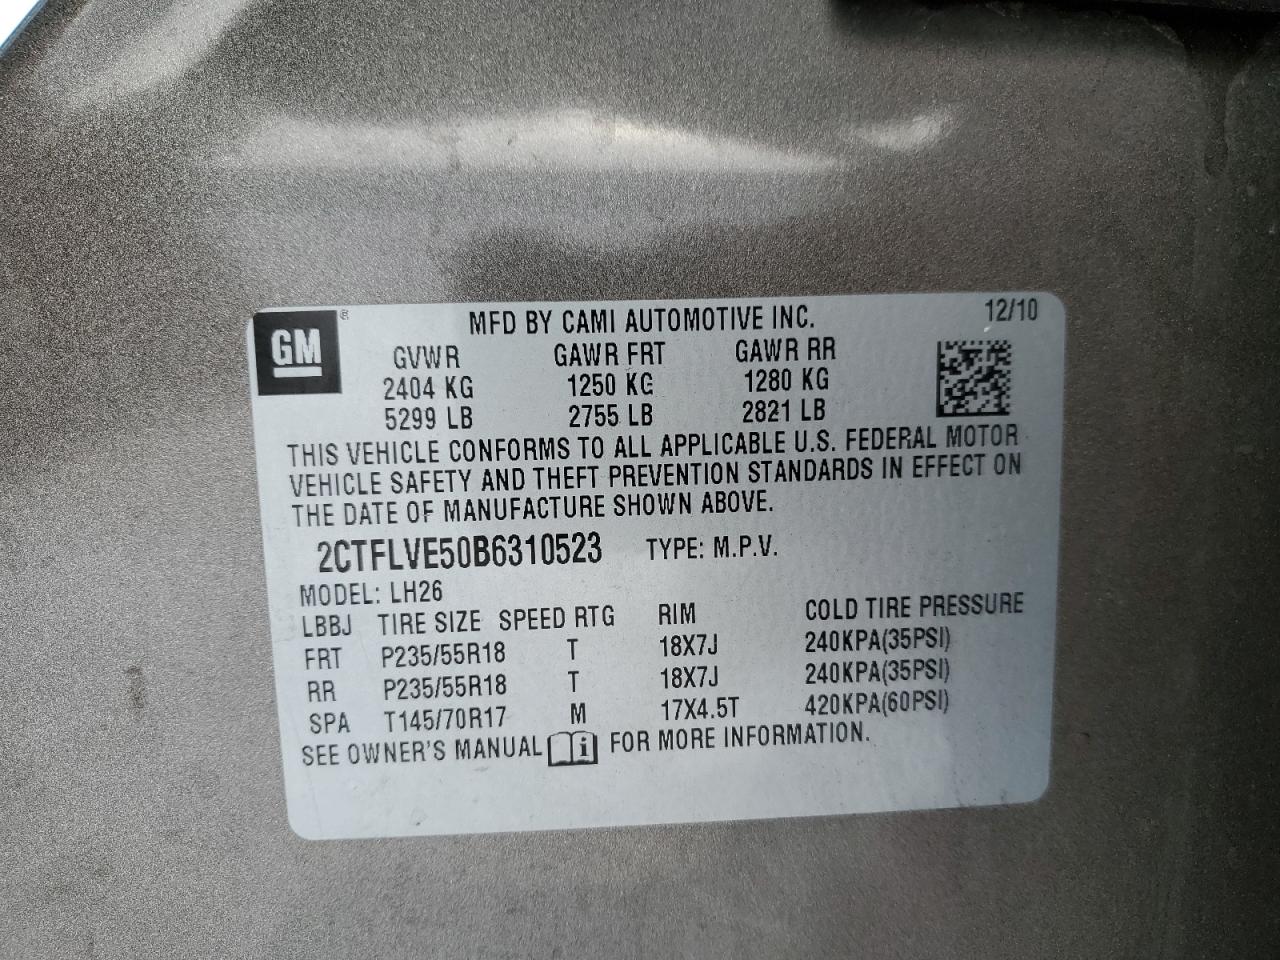 GM ® MFD BY CAMI AUTOMOTIVE INC. 12/10
GVWR GAWR FRT GAWR RR
2404 KG 1250 KG 1280 KG
5299 LB 2755 LB 2821 LB
THIS VEHICLE CONFORMS TO ALL APPLICABLE U.S. FEDERAL MOTOR
VEHICLE SAFETY AND THEFT PREVENTION STANDARDS IN EFFECT ON
THE DATE OF MANUFACTURE SHOWN ABOVE.
2CTFLVE50B6310523 TYPE: M.P.V.
MODEL: LH26
LBBJ TIRE SIZE SPEED RTG RIM COLD TIRE PRESSURE
FRT P235/55R18 T 18X7J 240KPA(35PSI)
RR P235/55R18 T 18X7J 240KPA(35PSI)
SPA T145/70R17 M 17X4.5T 420KPA(60PSI)
SEE OWNER'S MANUAL i FOR MORE INFORMATION.